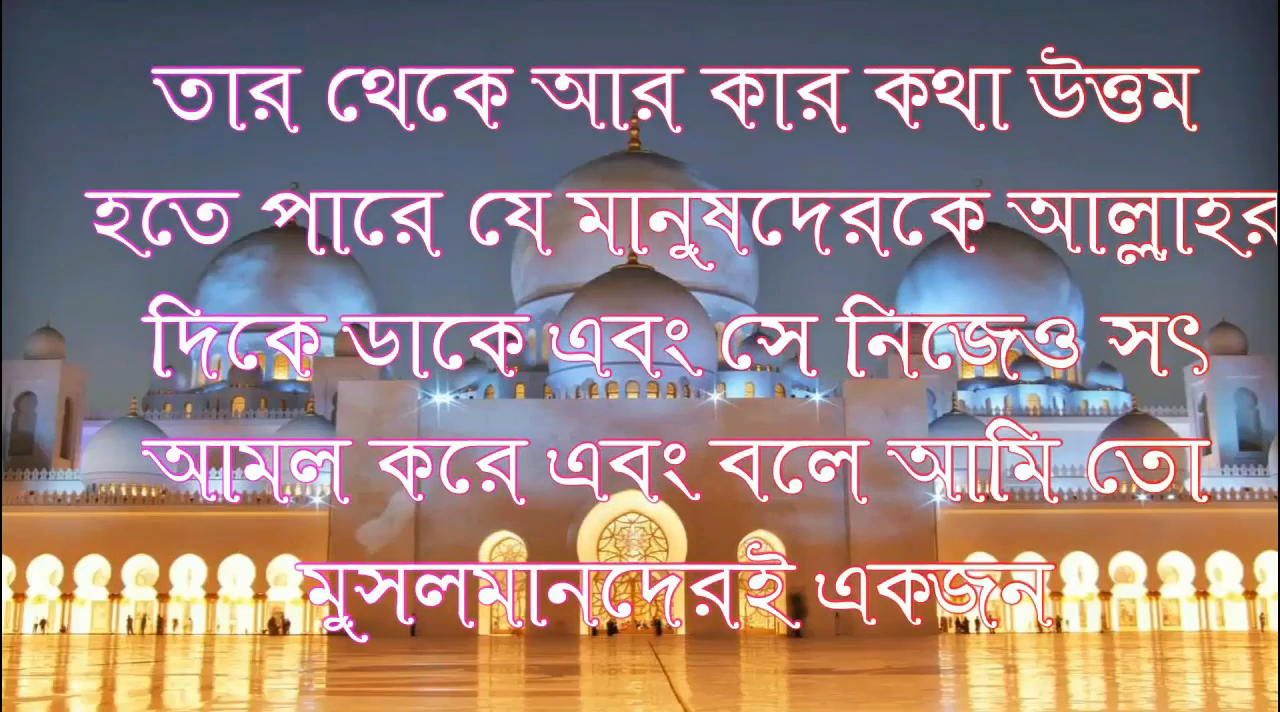 তার থেকে আর কার কথা উত্তম
হতে পারে যে মানুষদেরকে আল্লাহর
দিকে ডাকে এবং সে নিজেও সৎ
আমল করে এবং বলে আমি তো
মুসলমানদেরই একজন